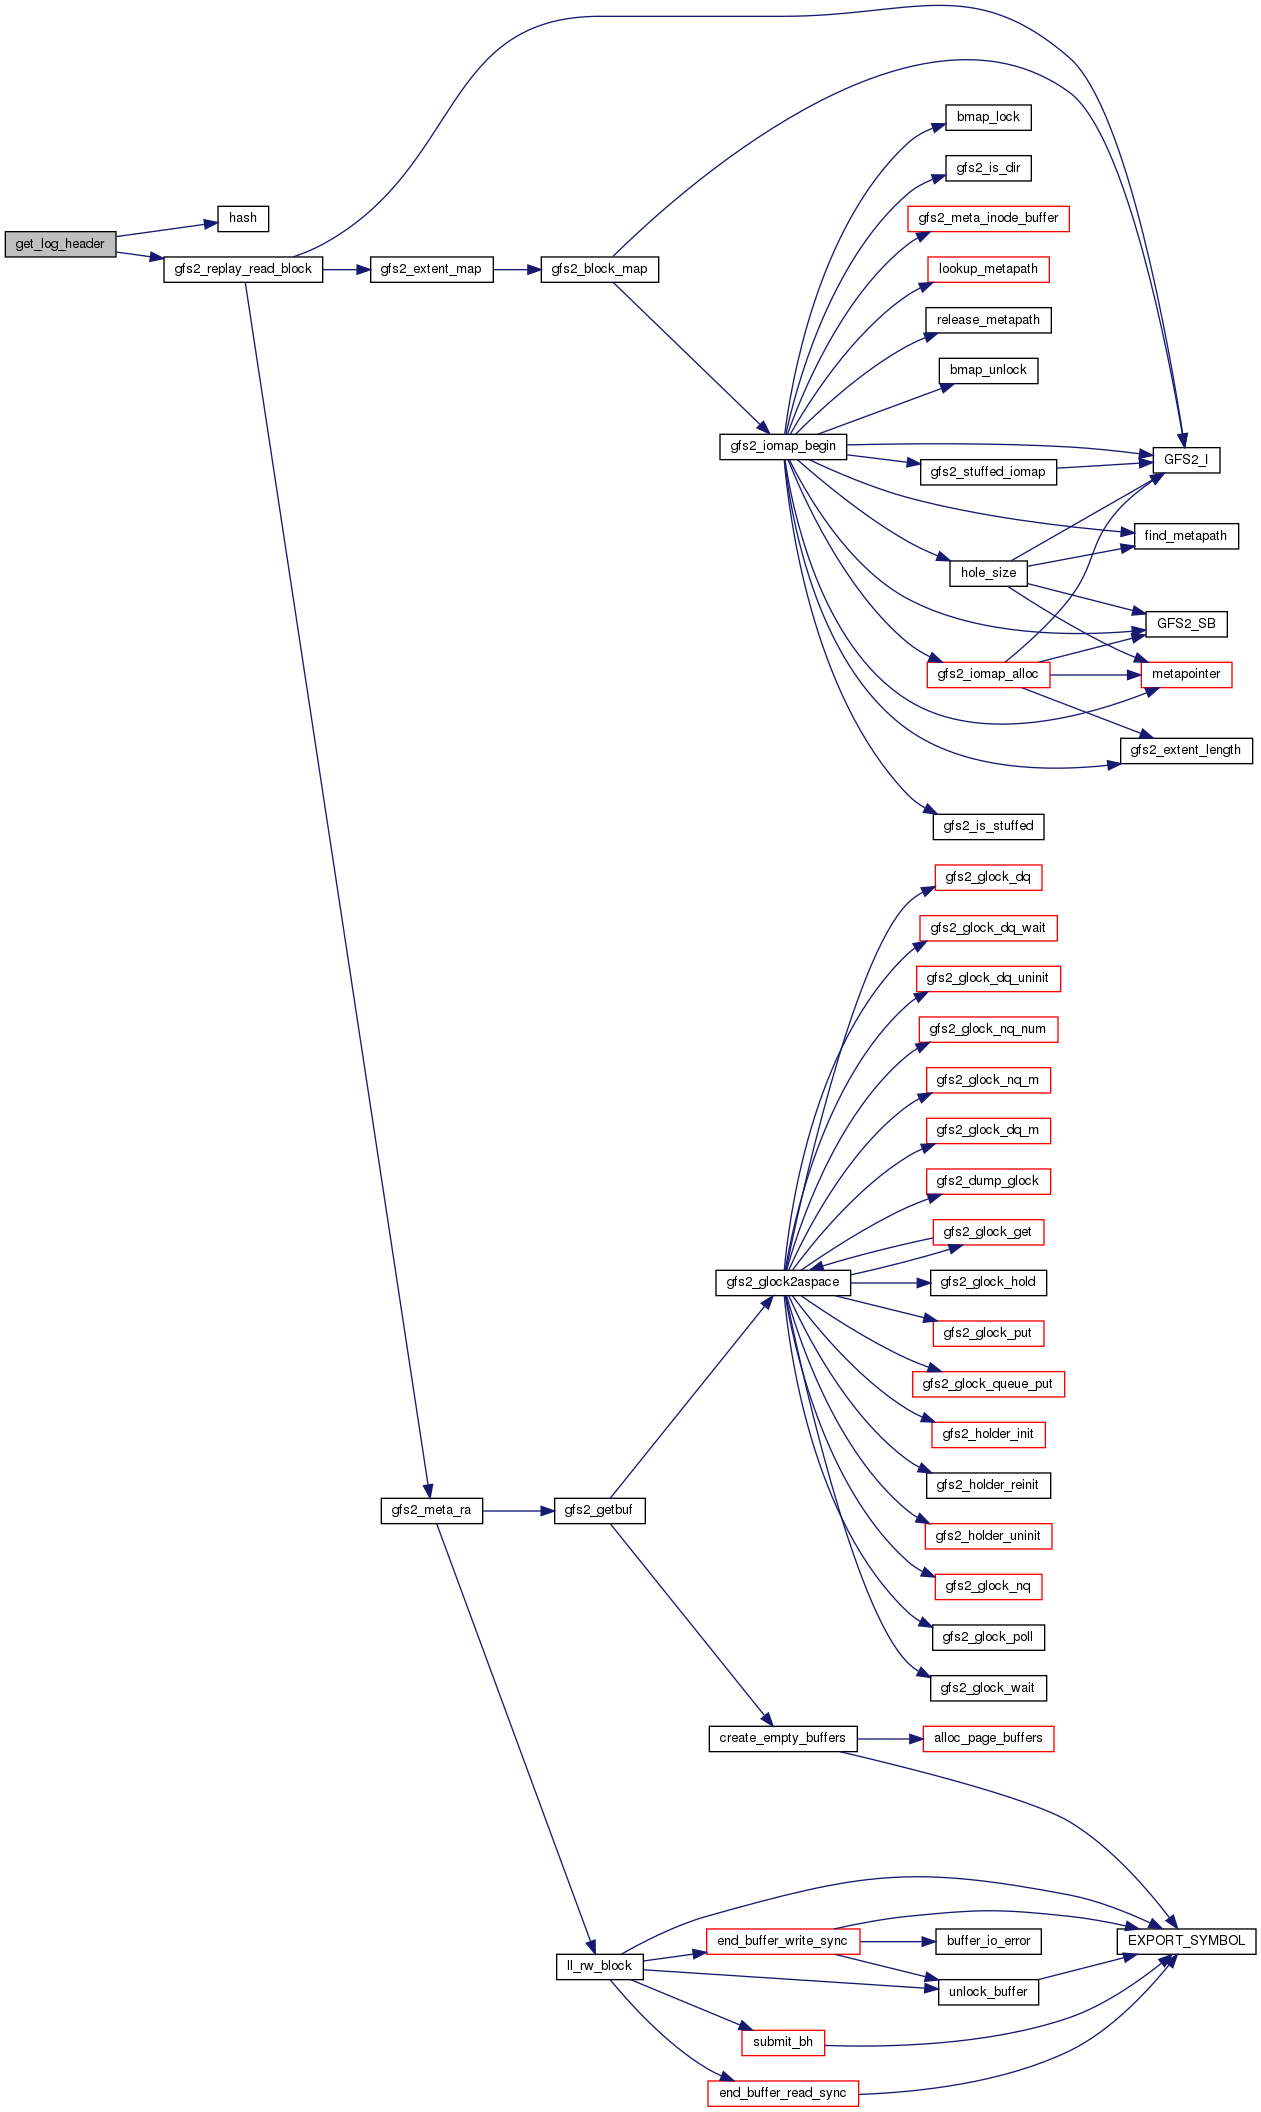 bmap_lock
gfs2_is_dir
hash
gfs2_meta_inode_buffer
get_log_header
gfs2_replay_read_block
gfs2_extent_map
gfs2_block_map
lookup_metapath
release_metapath
bmap_unlock
gfs2_iomap_begin
GFS2_I
gfs2_stuffed_iomap
find_metapath
hole_size
GFS2_SB
gfs2_iomap_alloc
metapointer
gfs2_extent_length
gfs2_is_stuffed
gfs2_glock_dq
gfs2_glock_dq_wait
gfs2_glock_dq_uninit
gfs2_glock_nq_num
gfs2_glock_nq_m
gfs2_glock_dq_m
gfs2_dump_glock
gfs2_glock_get
gfs2_glock2aspace
gfs2_glock_hold
gfs2_glock_put
gfs2_glock_queue_put
gfs2_holder_init
gfs2_holder_reinit
gfs2_meta_ra
gfs2_getbuf
gfs2_holder_uninit
gfs2_glock_nq
gfs2_glock_poll
gfs2_glock_wait
create_empty_buffers
alloc_page_buffers
end_buffer_write_sync
buffer_io_error
EXPORT_SYMBOL
ll_rw_block
unlock_buffer
submit_bh
end_buffer_read_sync